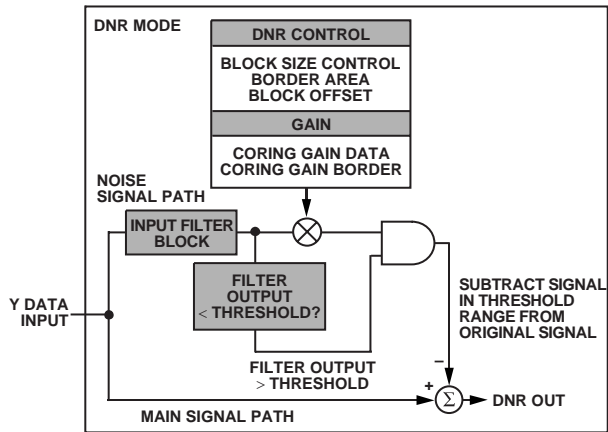 DNR MODE
DNR CONTROL
BLOCK SIZE CONTROL
BORDER AREA
BLOCK OFFSET
GAIN
CORING GAIN DATA
CORING GAIN BORDER
NOISE
SIGNAL PATH
INPUT FILTER
BLOCK
FILTER
OUTPUT
< THRESHOLD?
Y DATA
INPUT
FILTER OUTPUT
> THRESHOLD
SUBTRACT SIGNAL
IN THRESHOLD
RANGE FROM
ORIGINAL SIGNAL
–
+
Σ
DNR OUT
MAIN SIGNAL PATH